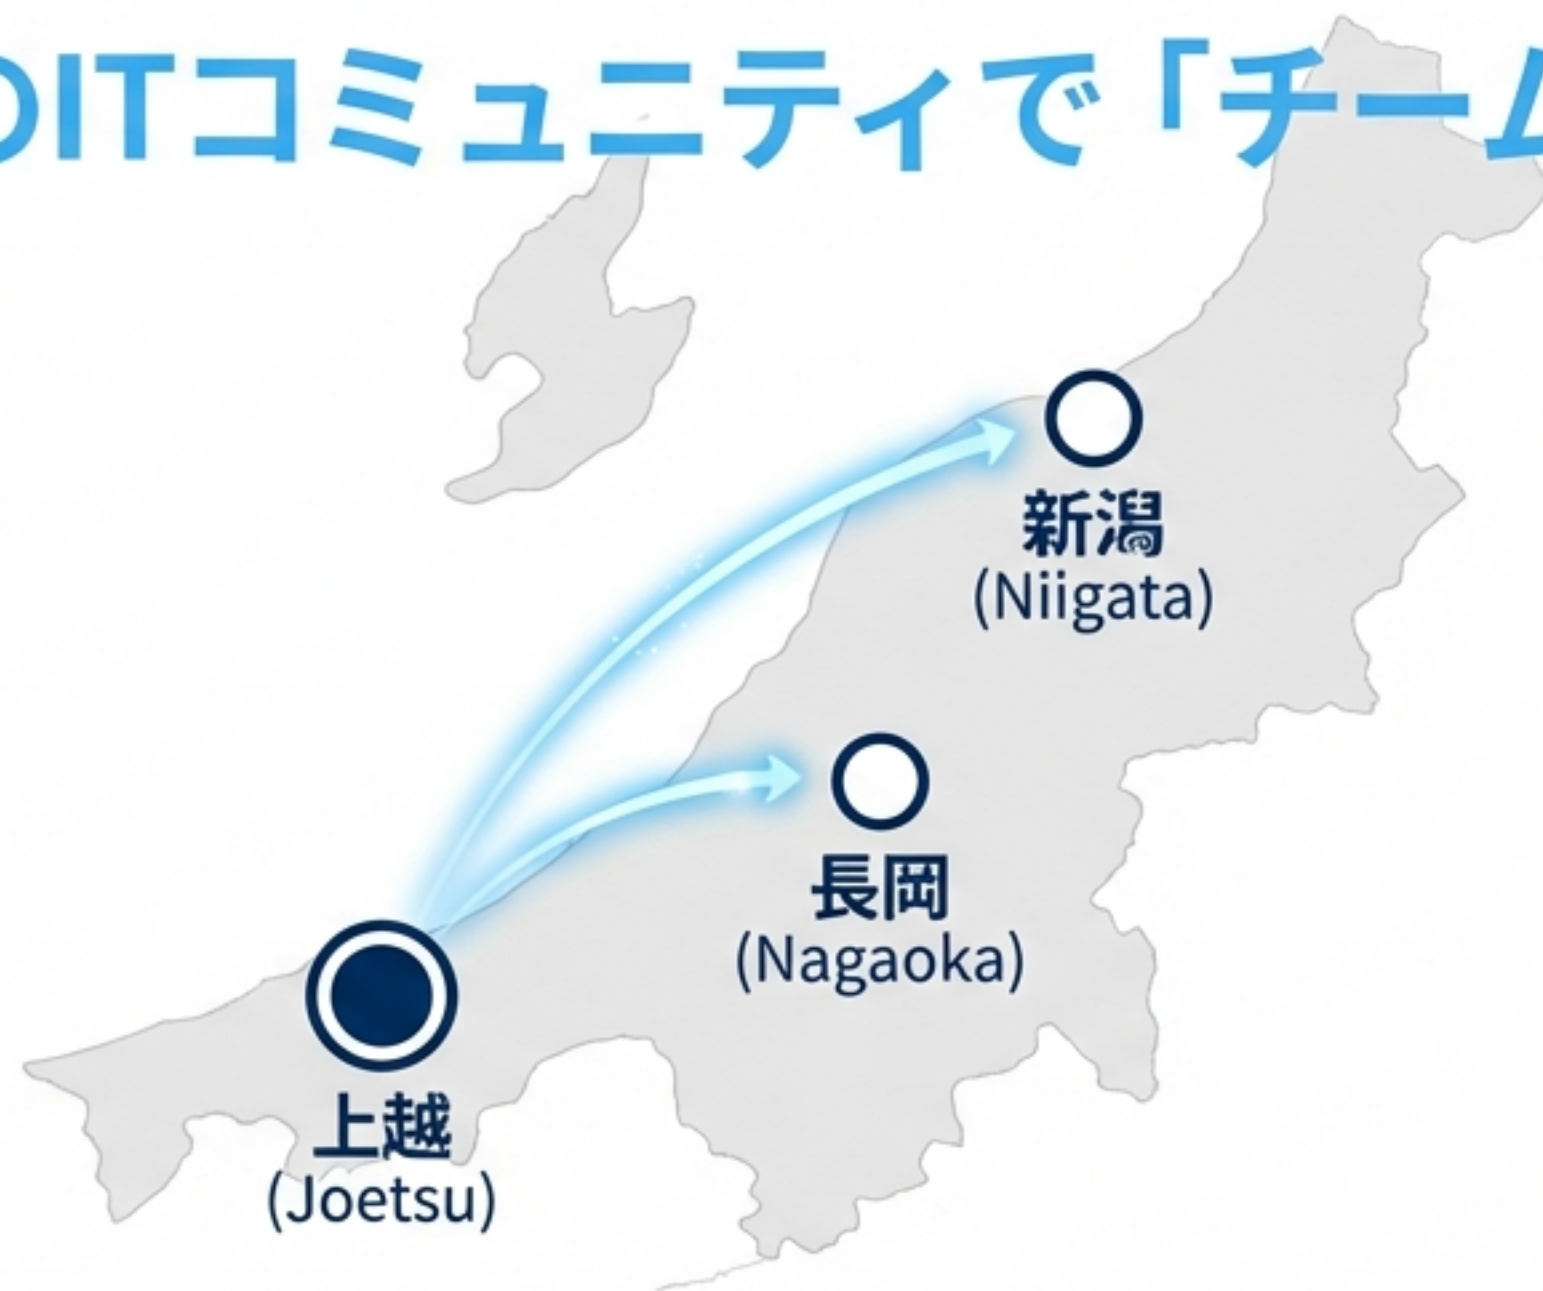 のITコミュニティで「チーム
新潟
(Niigata)
長岡
(Nagaoka)
上越
(Joetsu)